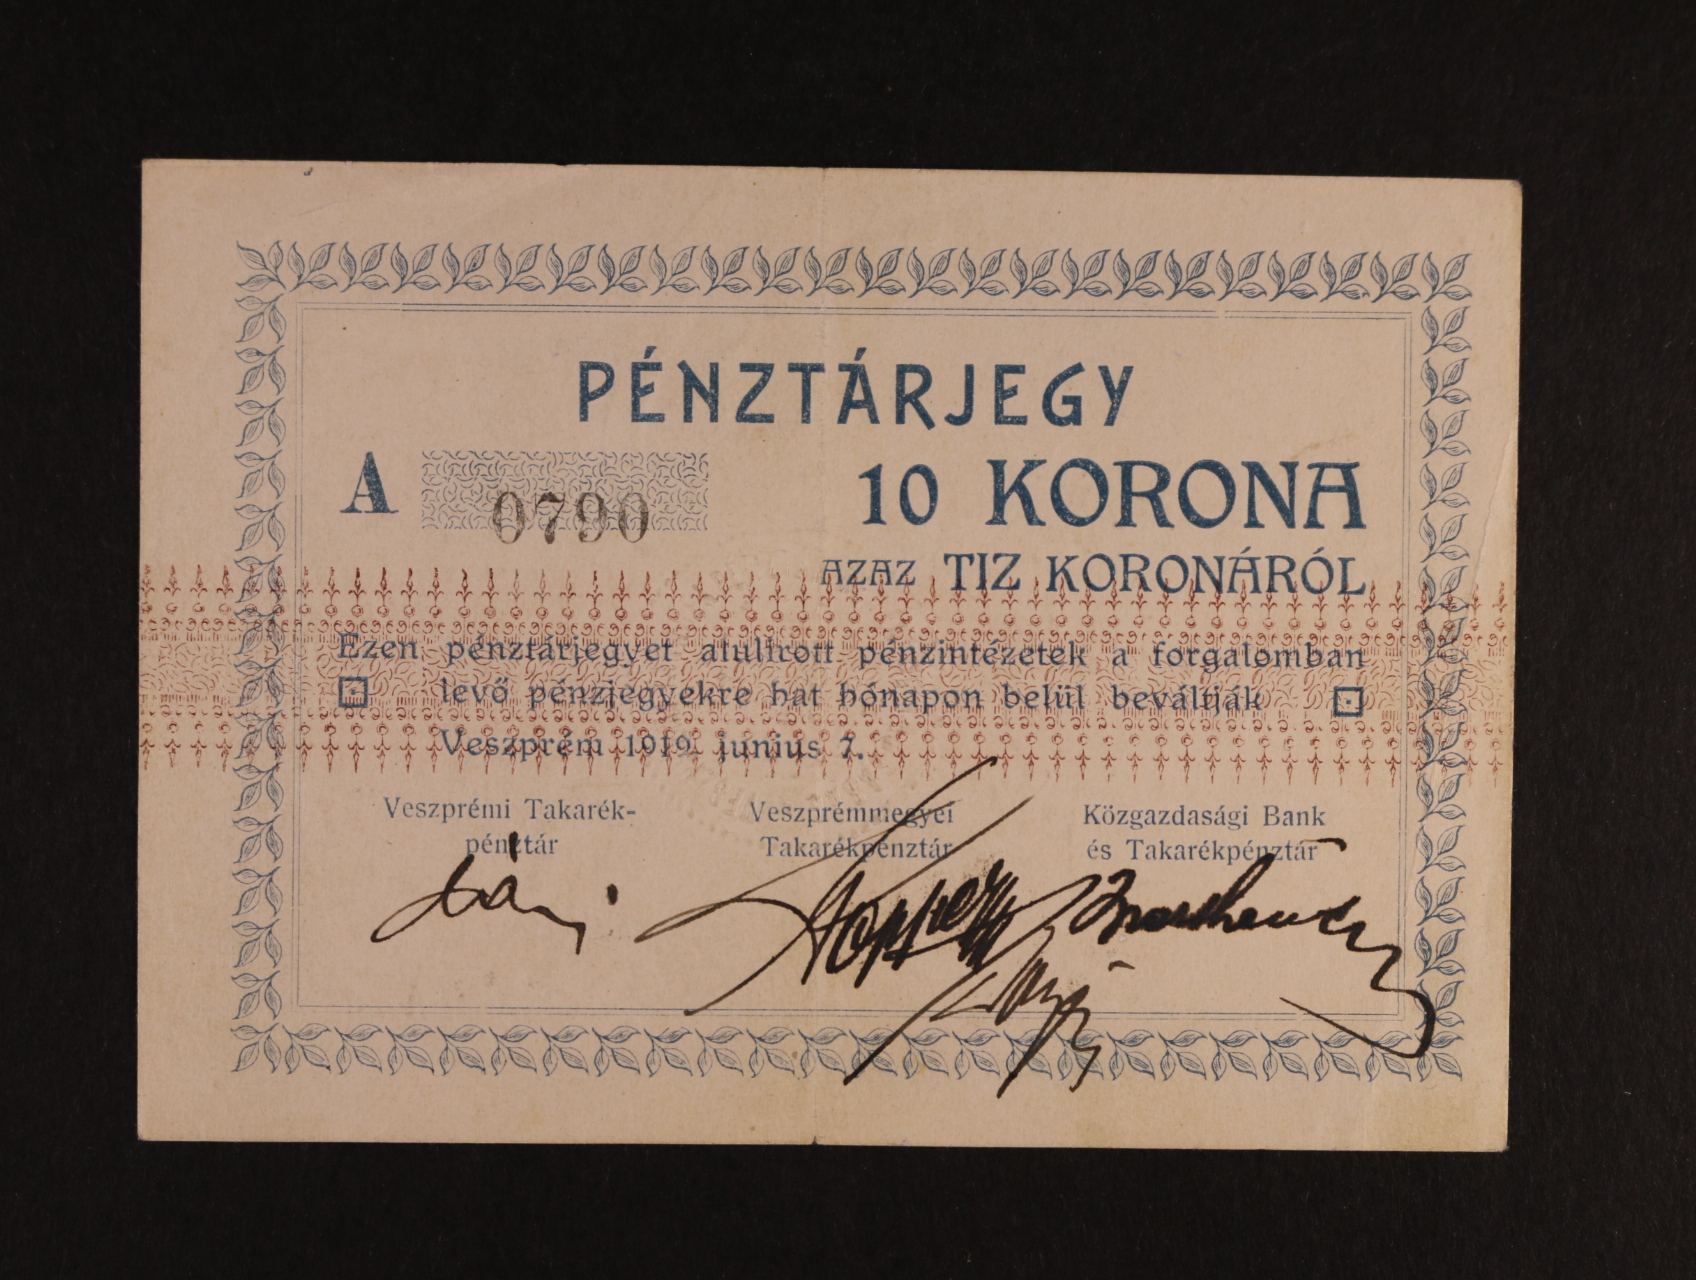 PÉNZTÁRJEGY
A 0790 10 KORONA
AZAZ TIZ KORONÁRÓL
Ezen pénztárjegyet alulirott pénzintézetek a forgalomban
levő pénzjegyekre hat hónapon belül beváltják
Veszprém 1919. junius 7.
Veszprémi Takarék-
pénztár
Veszprémmegyei
Takarékpénztár
Közgazdasági Bank
és Takarékpénztár